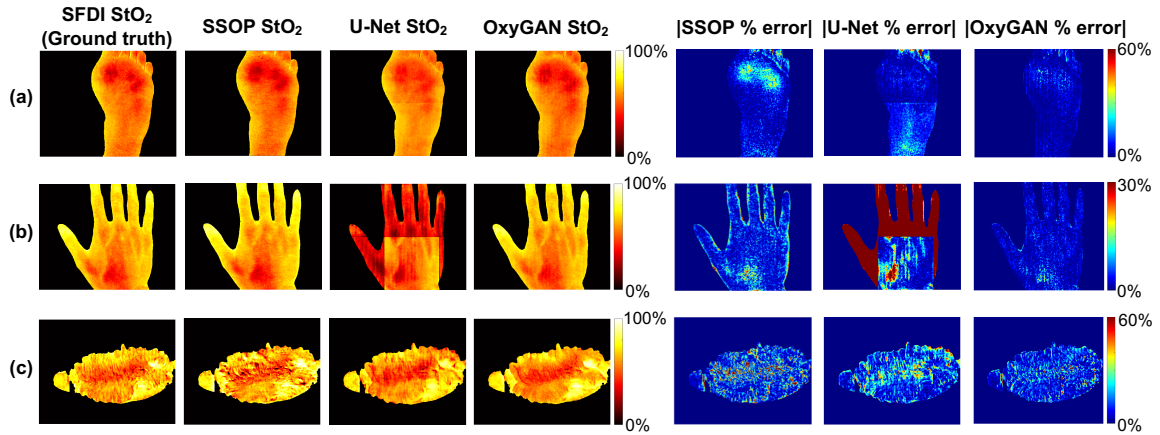 SFDI StO₂
(Ground truth)
SSOP StO₂
U-Net StO₂
OxyGAN StO₂
|SSOP % error|
|U-Net % error|
|OxyGAN % error|
(a)
100%
0%
60%
0%
(b)
100%
0%
30%
0%
(c)
100%
0%
60%
0%